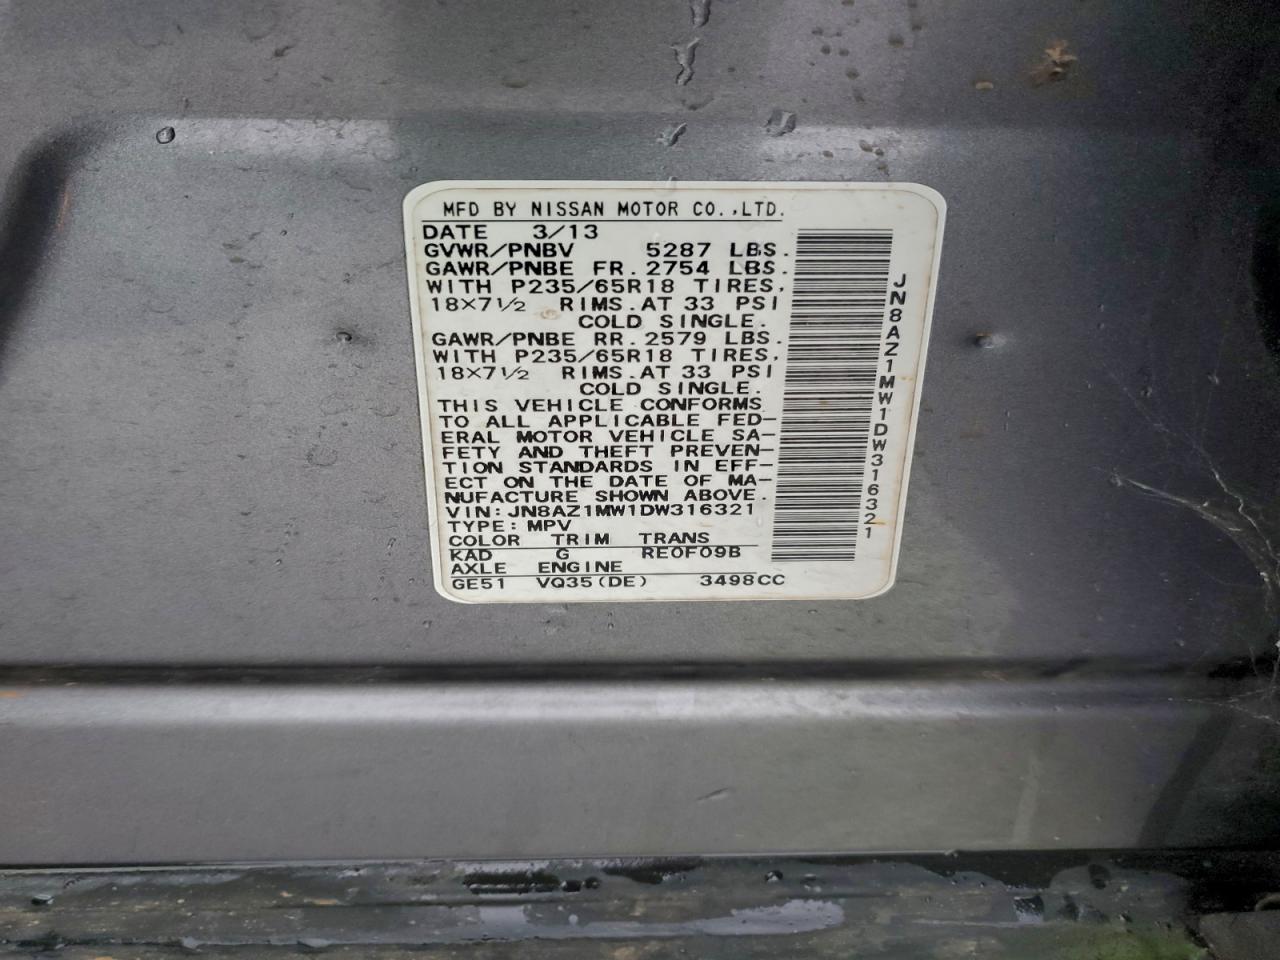 MFD BY NISSAN MOTOR CO.,LTD.
DATE 3/13
GVWR/PNBV 5287 LBS.
GAWR/PNBE FR. 2754 LBS.
WITH P235/65R18 TIRES,
18×7½ RIMS.AT 33 PSI
COLD SINGLE.
GAWR/PNBE RR. 2579 LBS.
WITH P235/65R18 TIRES,
18×7½ RIMS.AT 33 PSI
COLD SINGLE.
THIS VEHICLE CONFORMS
TO ALL APPLICABLE FED-
ERAL MOTOR VEHICLE SA-
FETY AND THEFT PREVEN-
TION STANDARDS IN EFF-
ECT ON THE DATE OF MA-
NUFACTURE SHOWN ABOVE.
VIN: JN8AZ1MW1DW316321
TYPE: MPV
COLOR TRIM TRANS
KAD G RE0F09B
AXLE ENGINE
GE51 VQ35(DE) 3498CC
JN8AZ1MW1DW316321